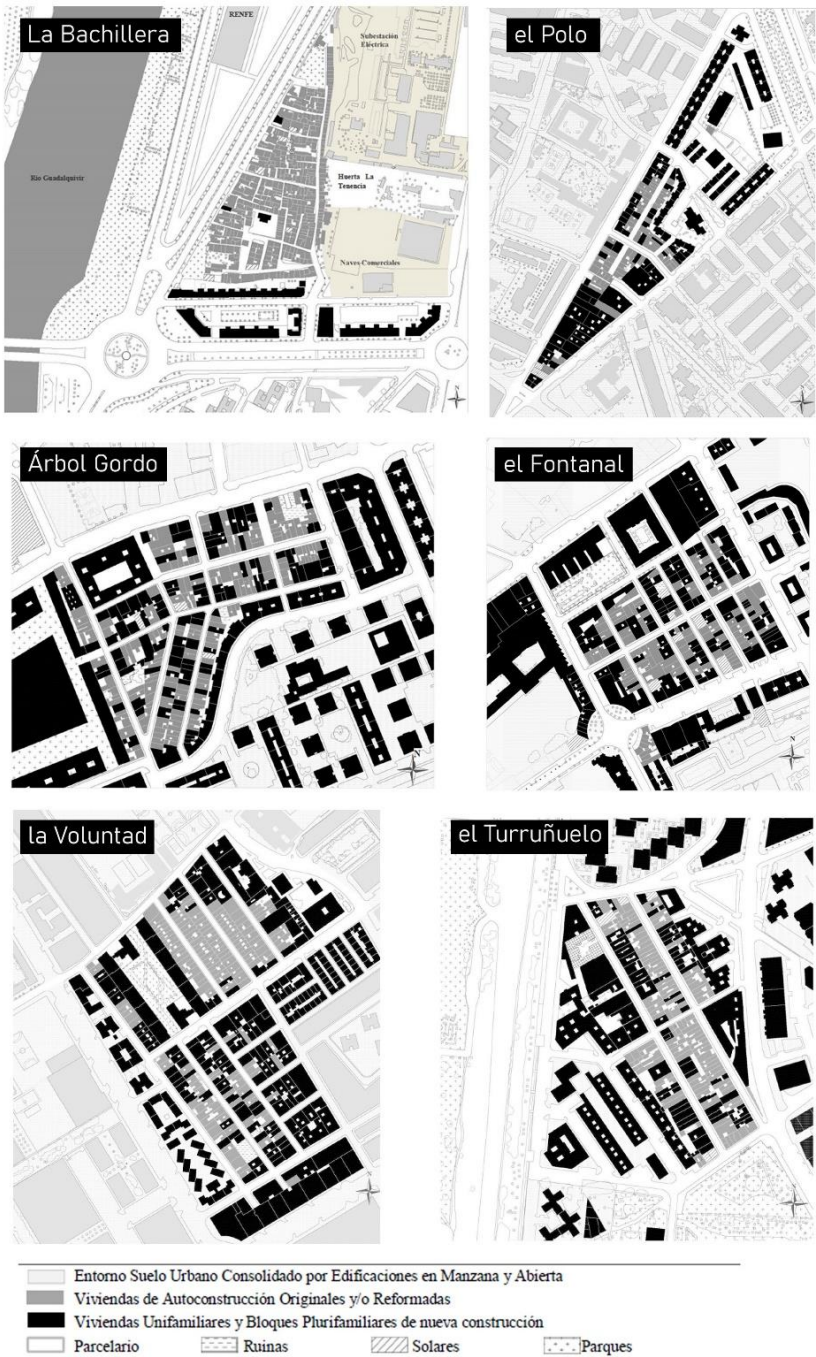 La Bachillera
RENFE
Subestación
Eléctrica
Rio Guadalquivir
Huerta La
Tenencia
Naves Comerciales
N
el Polo
N
Árbol Gordo
N
el Fontanal
N
la Voluntad
N
el Turruñuelo
N
Entorno Suelo Urbano Consolidado por Edificaciones en Manzana y Abierta
Viviendas de Autoconstrucción Originales y/o Reformadas
Viviendas Unifamiliares y Bloques Plurifamiliares de nueva construcción
Parcelario Ruinas Solares Parques